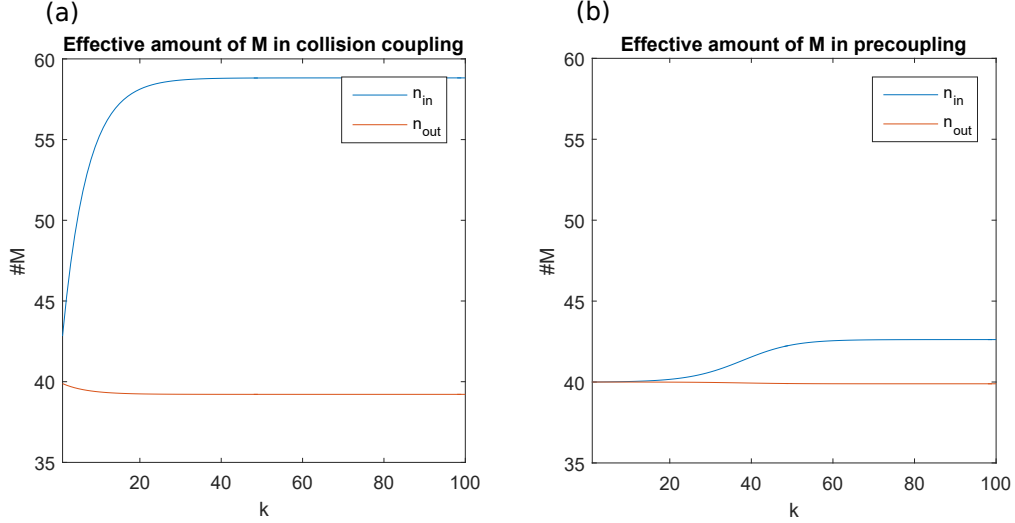 (a)
Effective amount of M in collision coupling
60
55
50
45
40
35
#M
20
40
60
80
100
k
n_in
n_out
(b)
Effective amount of M in precoupling
60
55
50
45
40
35
#M
20
40
60
80
100
k
n_in
n_out